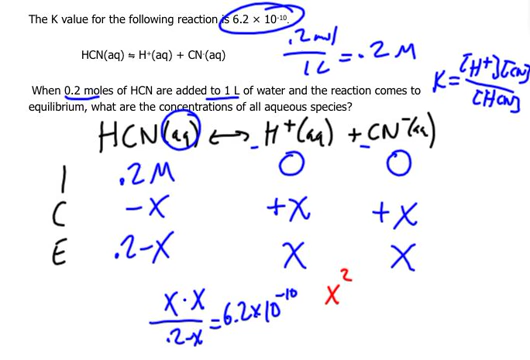 The K value for the following reaction is 6.2 × 10⁻¹⁰.
.2 mol
1 L
= .2 M
HCN(aq) ⇌ H⁺(aq) + CN⁻(aq)
K = [H+][CN]
[HCN]
When 0.2 moles of HCN are added to 1 L of water and the reaction comes to
equilibrium, what are the concentrations of all aqueous species?
HCN(aq) ↔ H+(aq) + CN⁻(aq)
I .2M 0 0
C -X +X +X
E .2-X X X
X·X
.2-X
= 6.2x10⁻¹⁰
X²